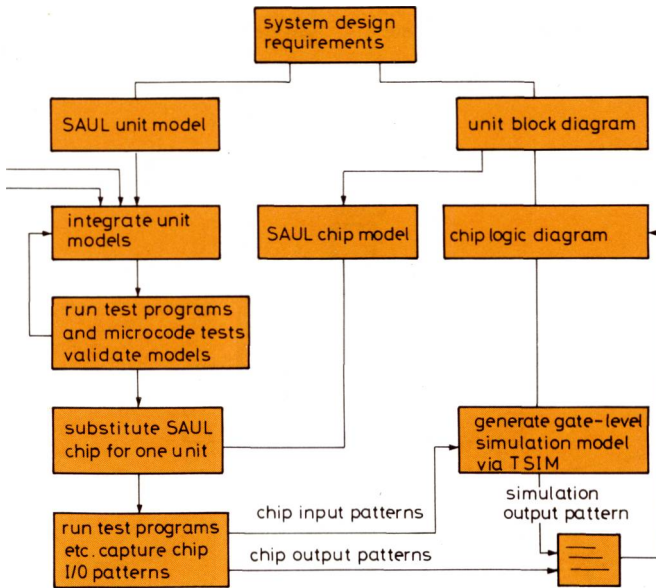 system design
requirements
SAUL unit model
unit block diagram
integrate unit
models
SAUL chip model
chip logic diagram
run test programs
and microcode tests
validate models
substitute SAUL
chip for one unit
generate gate-level
simulation model
via TSIM
chip input patterns
simulation
output pattern
run test programs
etc. capture chip
I/O patterns
chip output patterns